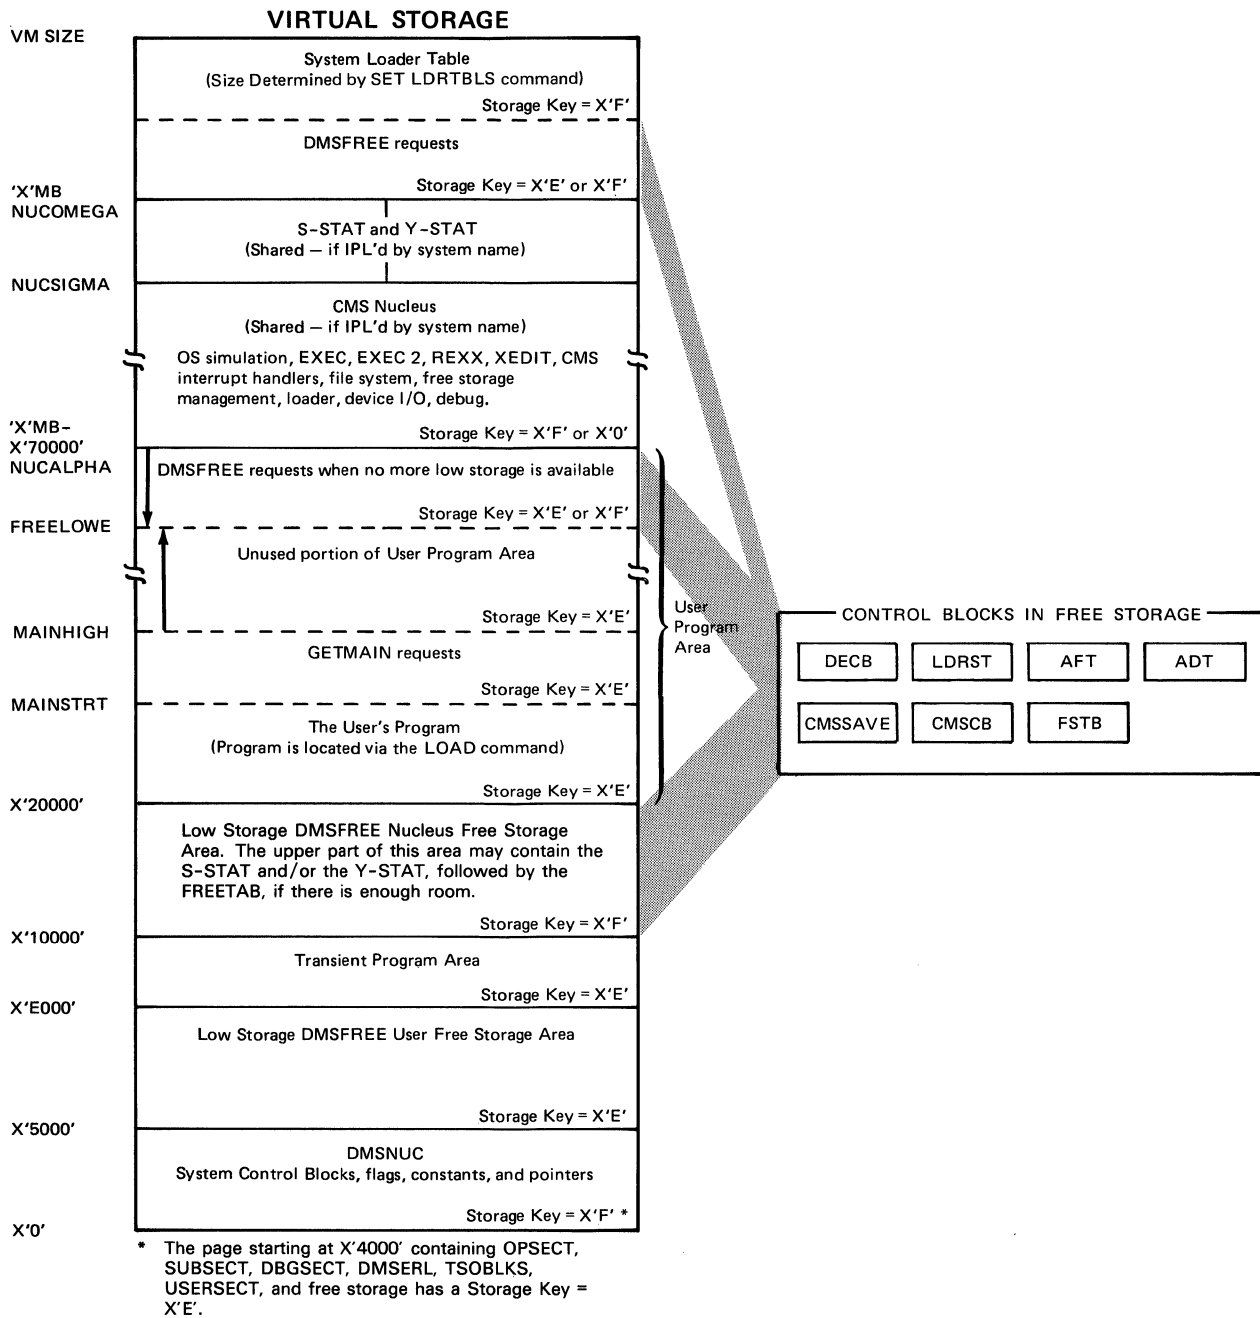 VIRTUAL STORAGE
VM SIZE
System Loader Table
(Size Determined by SET LDRTBLS command)
Storage Key = X'F'
DMSFREE requests
Storage Key = X'E' or X'F'
'X'MB
NUCOMEGA
S-STAT and Y-STAT
(Shared — if IPL'd by system name)
NUCSIGMA
CMS Nucleus
(Shared — if IPL'd by system name)
OS simulation, EXEC, EXEC 2, REXX, XEDIT, CMS
interrupt handlers, file system, free storage
management, loader, device I/O, debug.
Storage Key = X'F' or X'0'
'X'MB–
X'70000'
NUCALPHA
DMSFREE requests when no more low storage is available
Storage Key = X'E' or X'F'
FREELOWE
Unused portion of User Program Area
Storage Key = X'E'
MAINHIGH
GETMAIN requests
Storage Key = X'E'
MAINSTRT
The User's Program
(Program is located via the LOAD command)
Storage Key = X'E'
X'20000'
User
Program
Area
CONTROL BLOCKS IN FREE STORAGE
DECB LDRST AFT ADT
CMSSAVE CMSCB FSTB
Low Storage DMSFREE Nucleus Free Storage
Area. The upper part of this area may contain the
S-STAT and/or the Y-STAT, followed by the
FREETAB, if there is enough room.
Storage Key = X'F'
X'10000'
Transient Program Area
Storage Key = X'E'
X'E000'
Low Storage DMSFREE User Free Storage Area
Storage Key = X'E'
X'5000'
DMSNUC
System Control Blocks, flags, constants, and pointers
Storage Key = X'F' *
X'0'
* The page starting at X'4000' containing OPSECT,
SUBSECT, DBGSECT, DMSERL, TSOBLKS,
USERSECT, and free storage has a Storage Key =
X'E'.